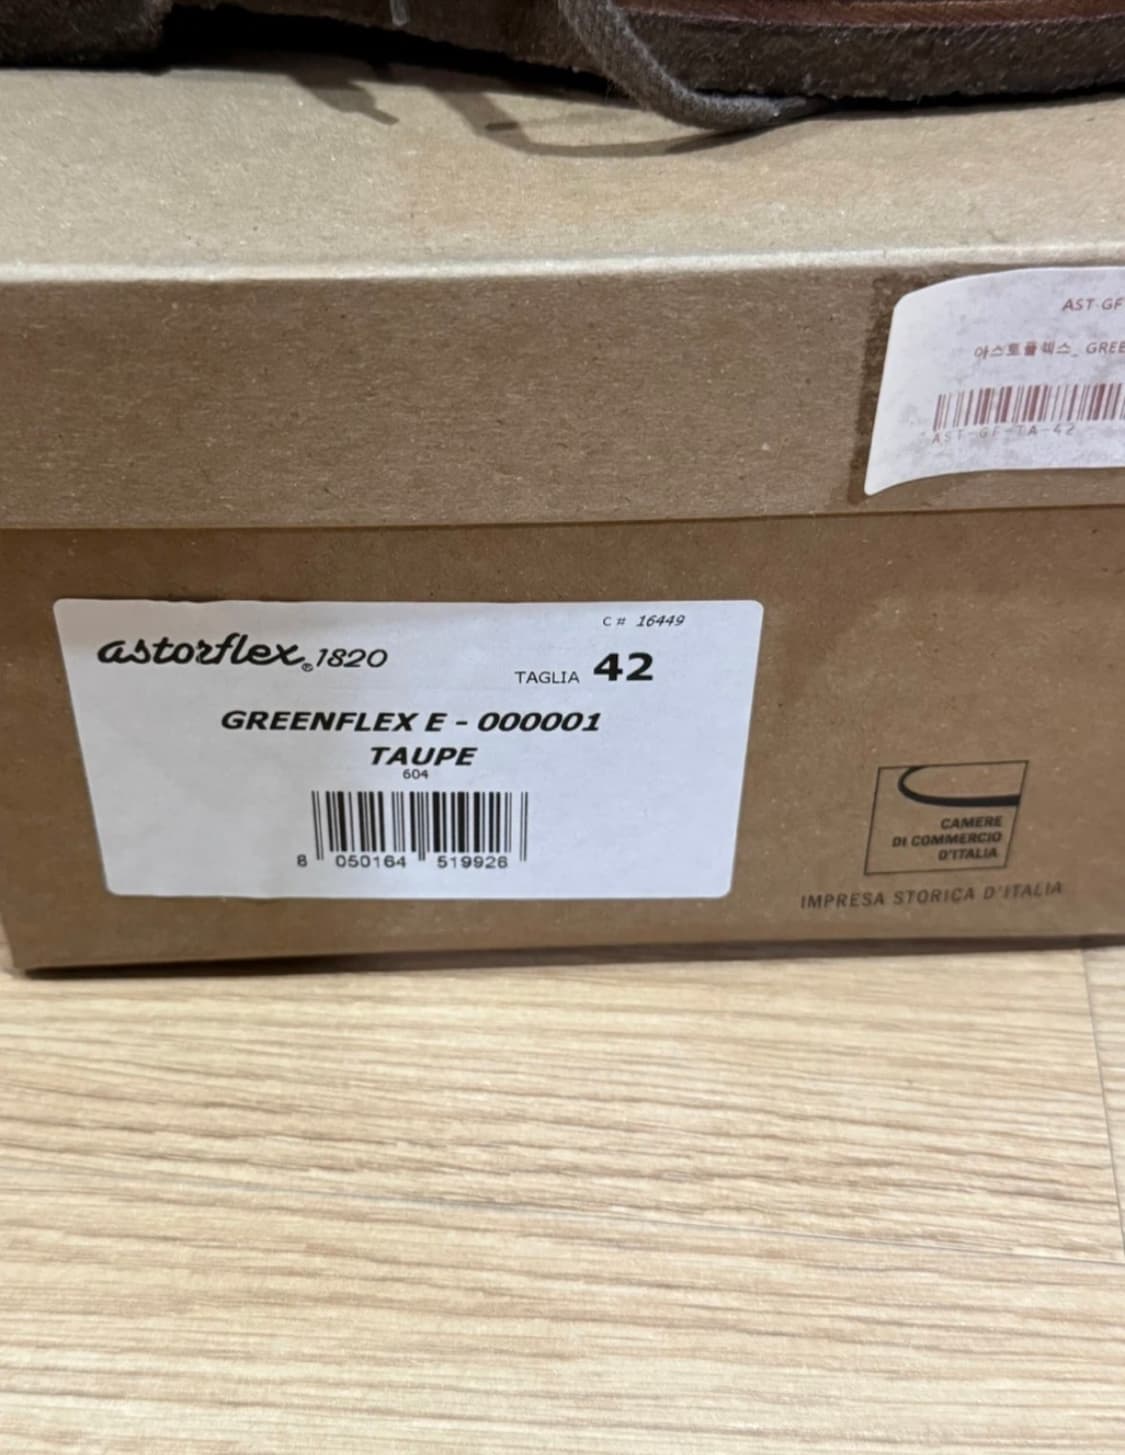 AST-GF
아스토플렉스_ GREE
AST-GF-TA-42
C # 16449
astorflex® 1820
TAGLIA 42
GREENFLEX E - 000001
TAUPE
604
8 050164 519926
CAMERE
DI COMMERCIO
D'ITALIA
IMPRESA STORICA D'ITALIA